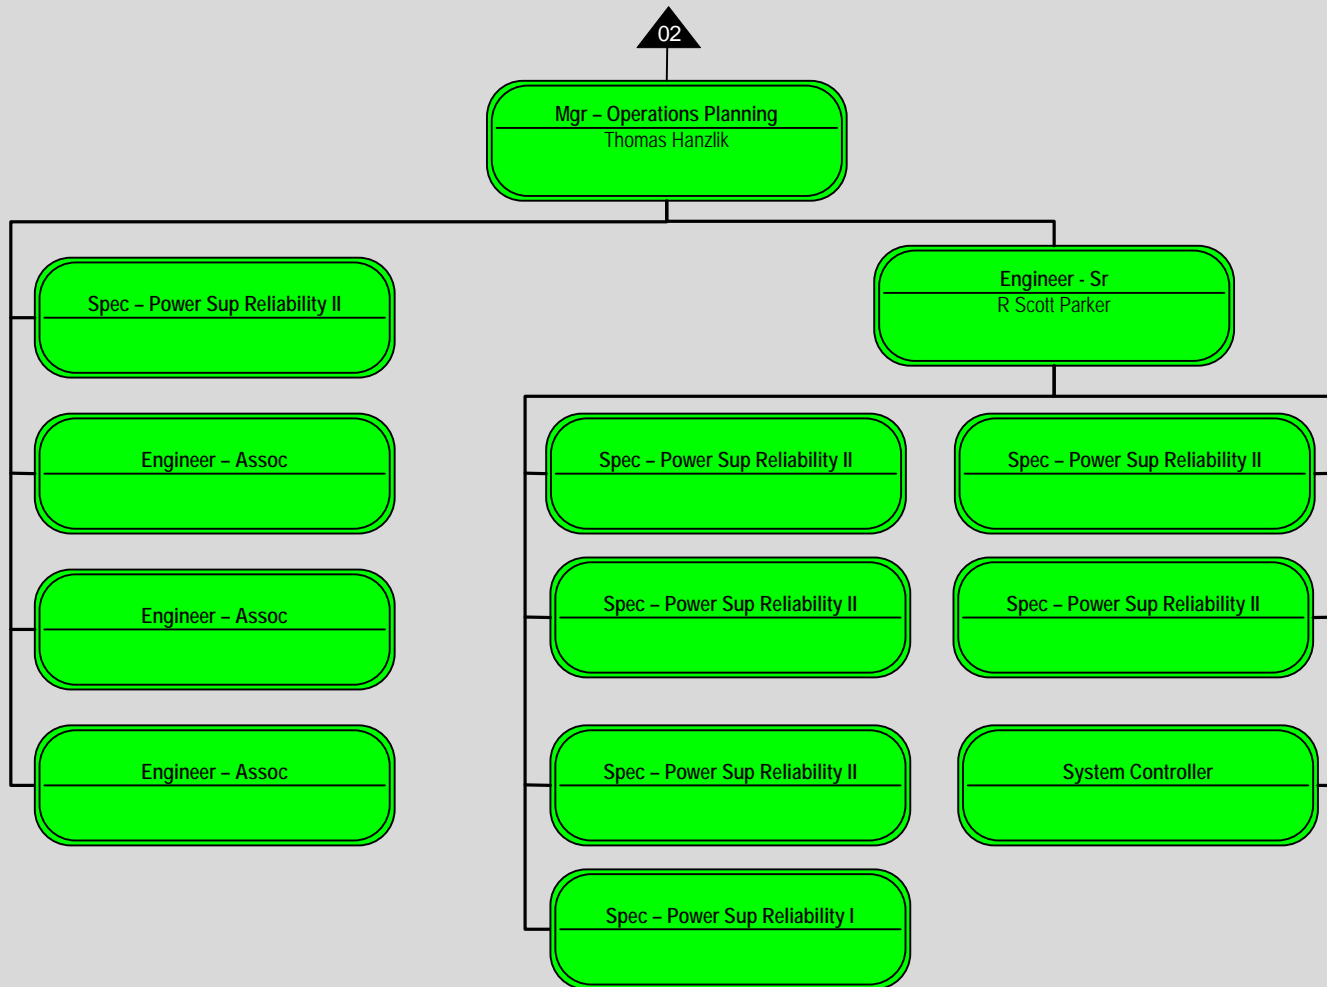 02
Mgr – Operations Planning
Thomas Hanzlik
Engineer - Sr
R Scott Parker
Spec – Power Sup Reliability II
Engineer – Assoc
Engineer – Assoc
Engineer – Assoc
Spec – Power Sup Reliability II
Spec – Power Sup Reliability II
Spec – Power Sup Reliability II
Spec – Power Sup Reliability II
Spec – Power Sup Reliability II
System Controller
Spec – Power Sup Reliability I